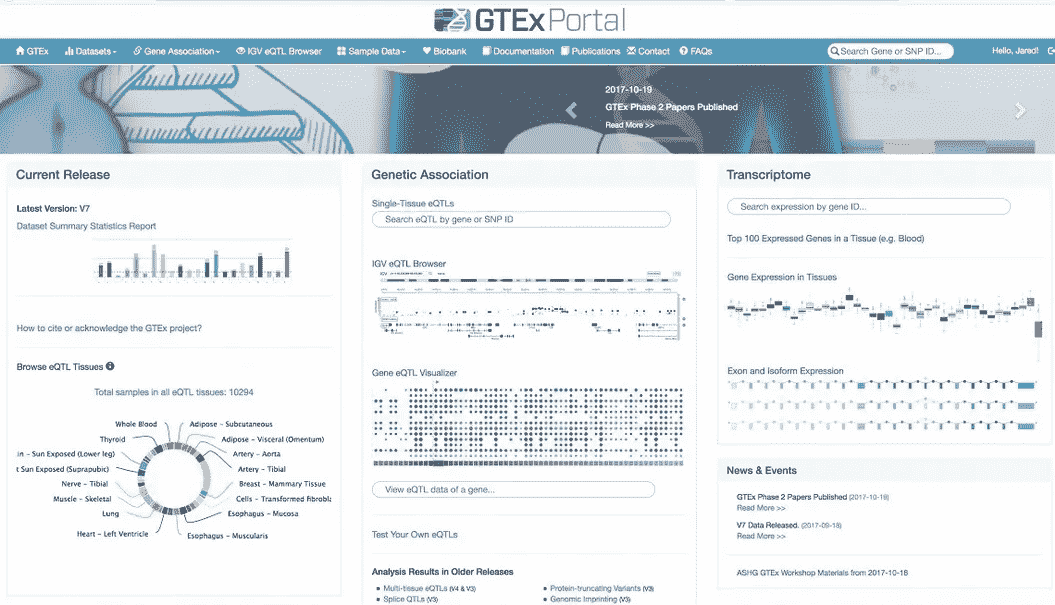 GTEx Portal
GTEx Datasets Gene Association IGV eQTL Browser Sample Data Biobank Documentation Publications Contact FAQs Search Gene or SNP ID... Hello, Jared!
2017-10-19
GTEx Phase 2 Papers Published
Read More >>
Current Release
Latest Version: V7
Dataset Summary Statistics Report
How to cite or acknowledge the GTEx project?
Browse eQTL Tissues
Total samples in all eQTL tissues: 10294
Whole Blood
Adipose - Subcutaneous
Thyroid
Adipose - Visceral (Omentum)
in - Sun Exposed (Lower leg)
Artery - Aorta
t Sun Exposed (Suprapubic)
Artery - Tibial
Nerve - Tibial
Breast - Mammary Tissue
Muscle - Skeletal
Cells - Transformed Fibrobla
Lung
Esophagus - Mucosa
Heart - Left Ventricle
Esophagus - Muscularis
Genetic Association
Single-Tissue eQTLs
Search eQTL by gene or SNP ID
IGV eQTL Browser
Gene eQTL Visualizer
View eQTL data of a gene...
Test Your Own eQTLs
Analysis Results in Older Releases
Multi-tissue eQTLs (V4 & V3)
Protein-truncating Variants (V3)
Splice QTLs (V3)
Genomic Imprinting (V3)
Transcriptome
Search expression by gene ID...
Top 100 Expressed Genes in a Tissue (e.g. Blood)
Gene Expression in Tissues
Exon and Isoform Expression
News & Events
GTEx Phase 2 Papers Published (2017-10-19)
Read More >>
V7 Data Released. (2017-09-18)
Read More >>
ASHG GTEx Workshop Materials from 2017-10-18